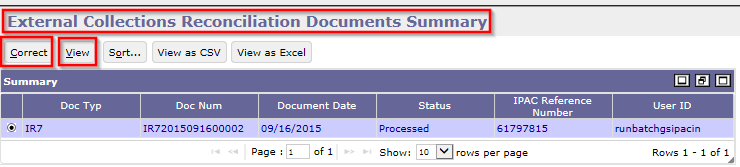 External Collections Reconciliation Documents Summary
Correct View Sort... View as CSV View as Excel
Summary
Doc Typ Doc Num Document Date Status IPAC Reference Number User ID
IR7 IR72015091600002 09/16/2015 Processed 61797815 runbatchgsipacin
Page : 1 of 1 Show: 10 rows per page Rows 1 - 1 of 1